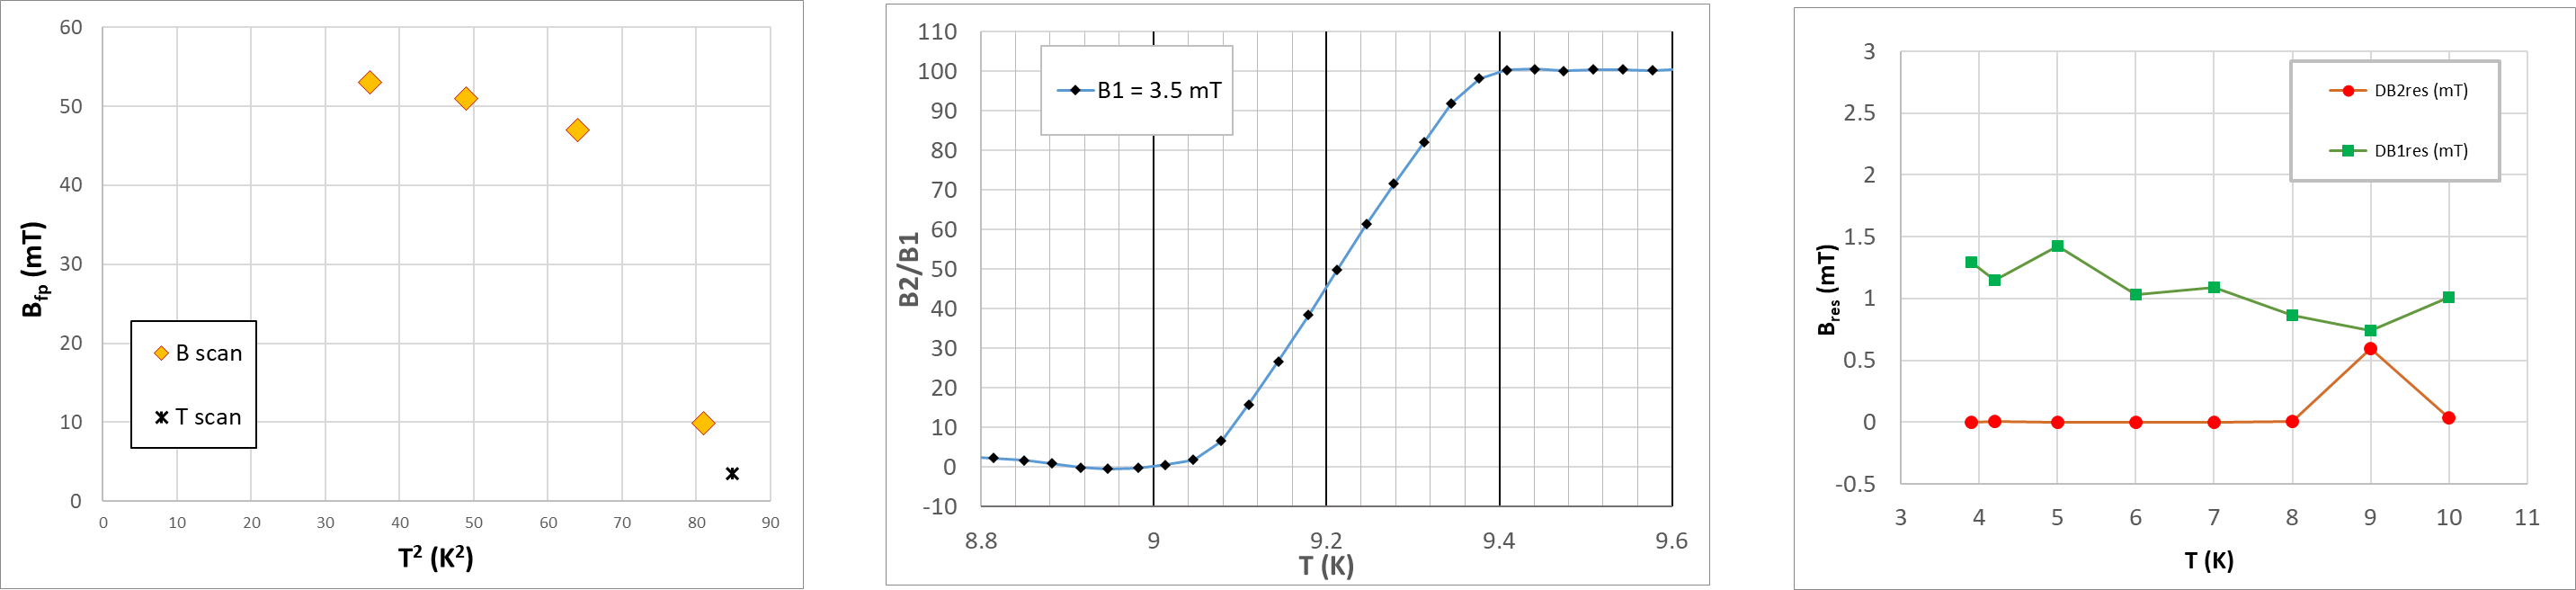 60
50
40
30
20
10
0
B_fp (mT)
B scan
T scan
0 10 20 30 40 50 60 70 80 90
T² (K²)
110
100
90
80
70
60
50
40
30
20
10
0
-10
B2/B1
B1 = 3.5 mT
8.8 9 9.2 9.4 9.6
T (K)
3
2.5
2
1.5
1
0.5
0
-0.5
B_res (mT)
DB2res (mT)
DB1res (mT)
3 4 5 6 7 8 9 10 11
T (K)